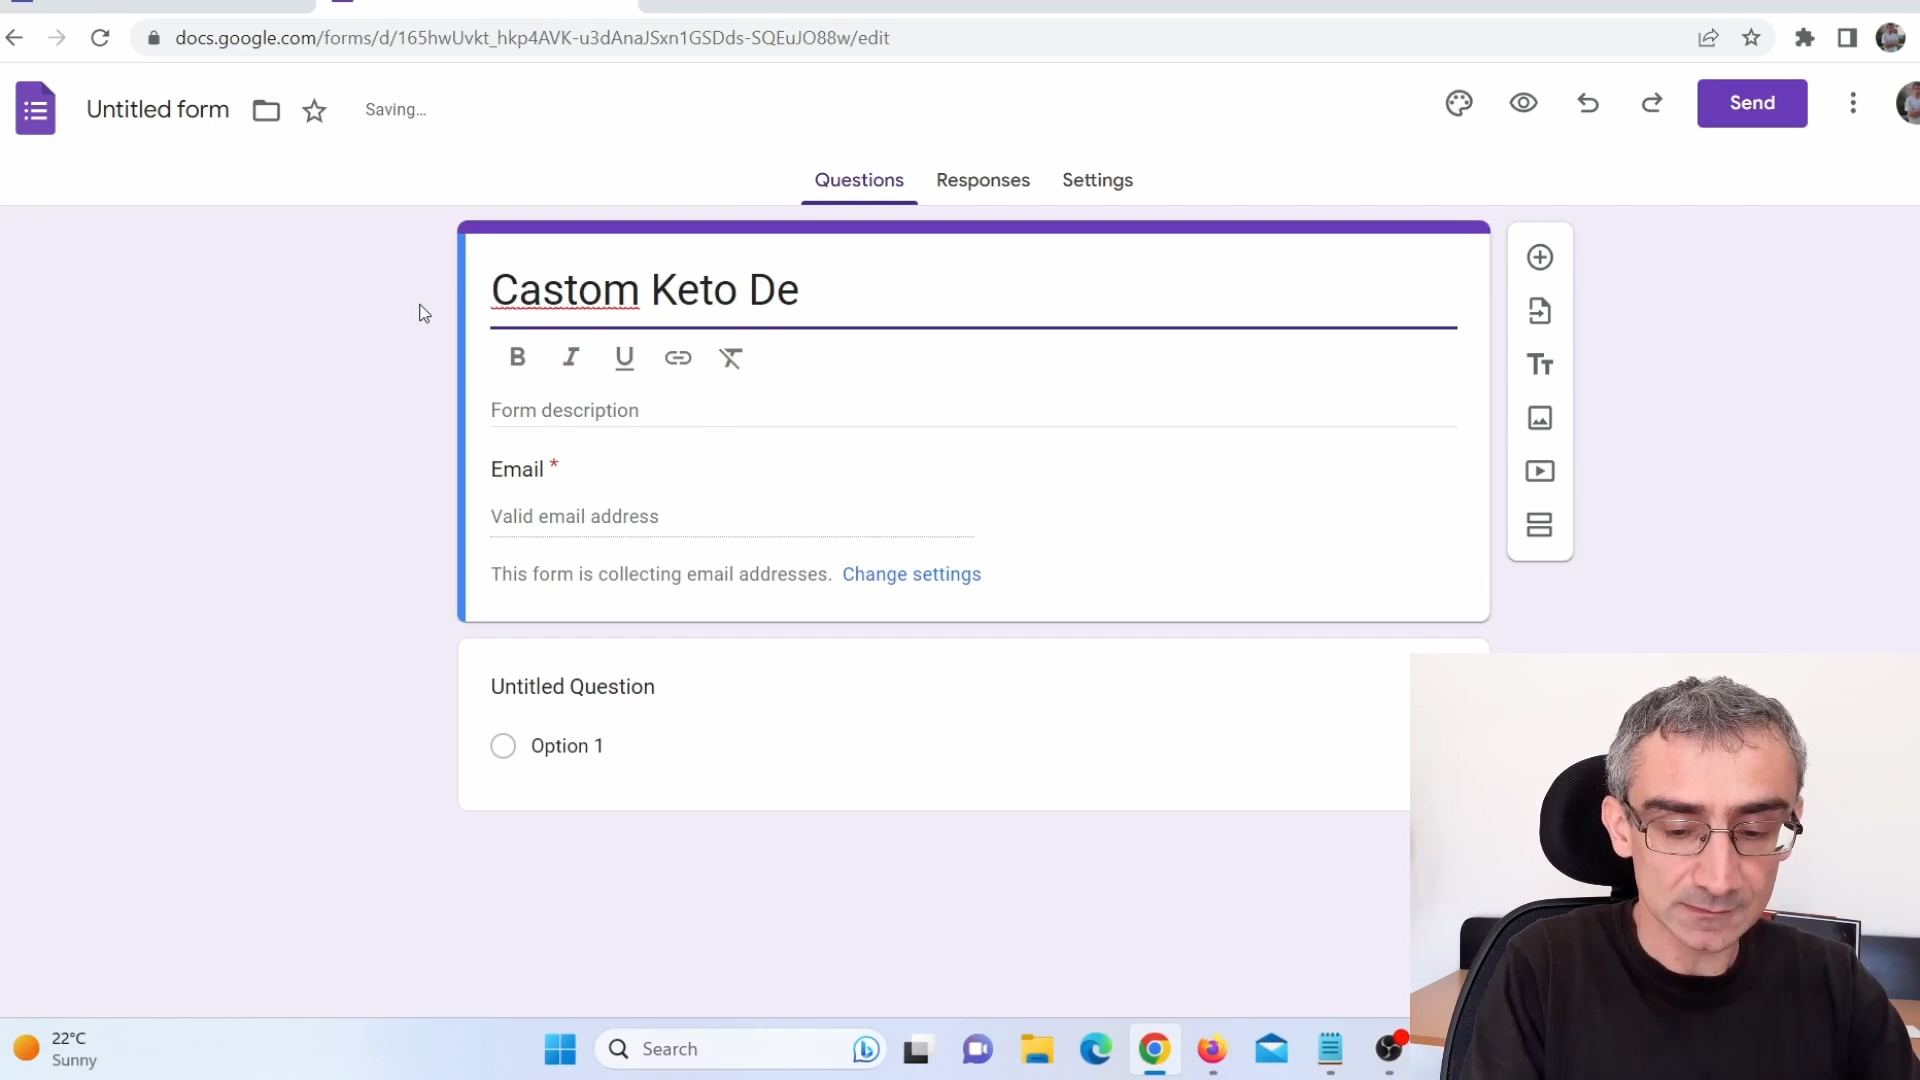 docs.google.com/forms/d/165hwUvkt_hkp4AVK-u3dAnaJSxn1GSDds-SQEuJO88w/edit
Untitled form
Saving...
Send
Questions
Responses
Settings
Castom Keto De
B
I
U
Form description
Email *
Valid email address
This form is collecting email addresses. Change settings
Untitled Question
Option 1
22°C
Sunny
Search